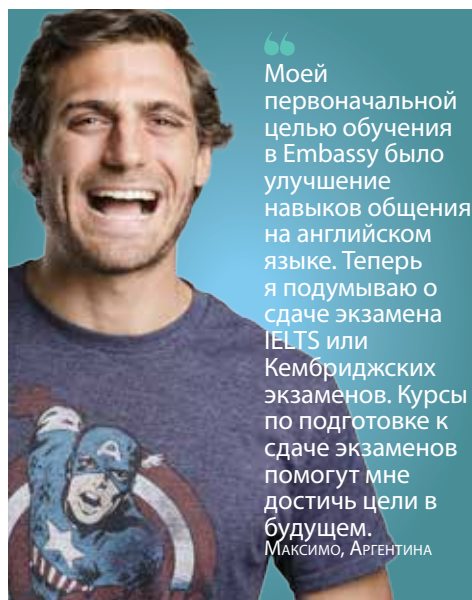 “
Моей
первоначальной
целью обучения
в Embassy было
улучшение
навыков общения
на английском
языке. Теперь
я подумываю о
сдаче экзамена
IELTS или
Кембриджских
экзаменов. Курсы
по подготовке к
сдаче экзаменов
помогут мне
достичь цели в
будущем.
Максимо, Аргентина